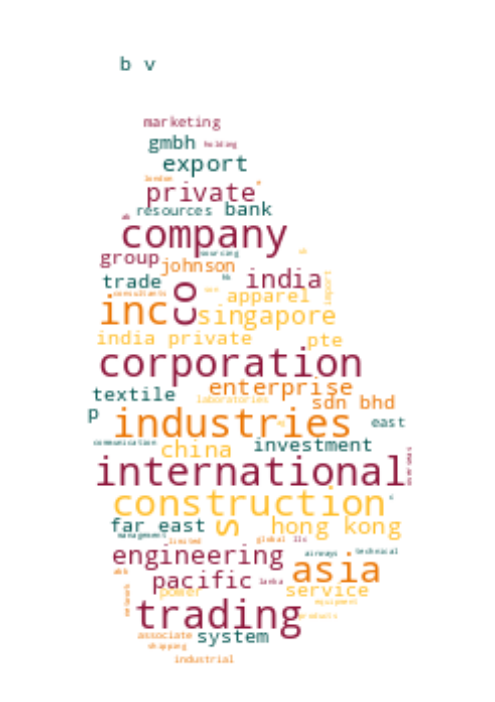 b v
marketing
gmbh holding
export
london
private
resources bank
company
sourcing
group johnson
trade india
consultants apparel import
inc co singapore
india private pte
corporation
enterprise
textile laboratories sdn bhd
p industries east
communication china investment
international overseas
construction
far east s hong kong
management limited global llc
engineering airways technical
asia
pacific lanka
network power service
equipment
trading products
associate system
shipping
industrial